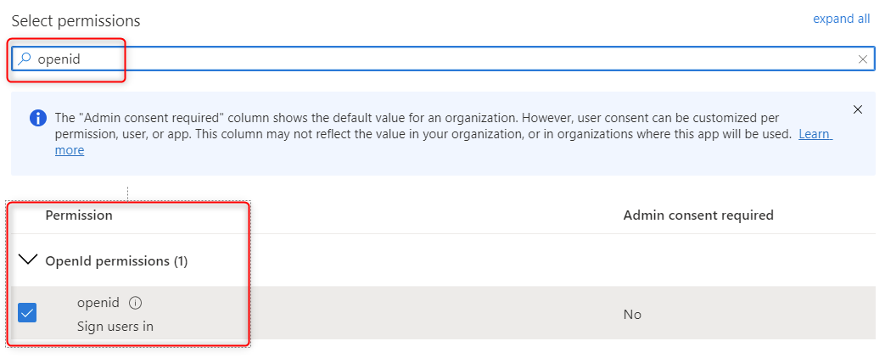 Select permissions
expand all
openid
The "Admin consent required" column shows the default value for an organization. However, user consent can be customized per
permission, user, or app. This column may not reflect the value in your organization, or in organizations where this app will be used. Learn
more
Permission
Admin consent required
OpenId permissions (1)
openid
Sign users in
No